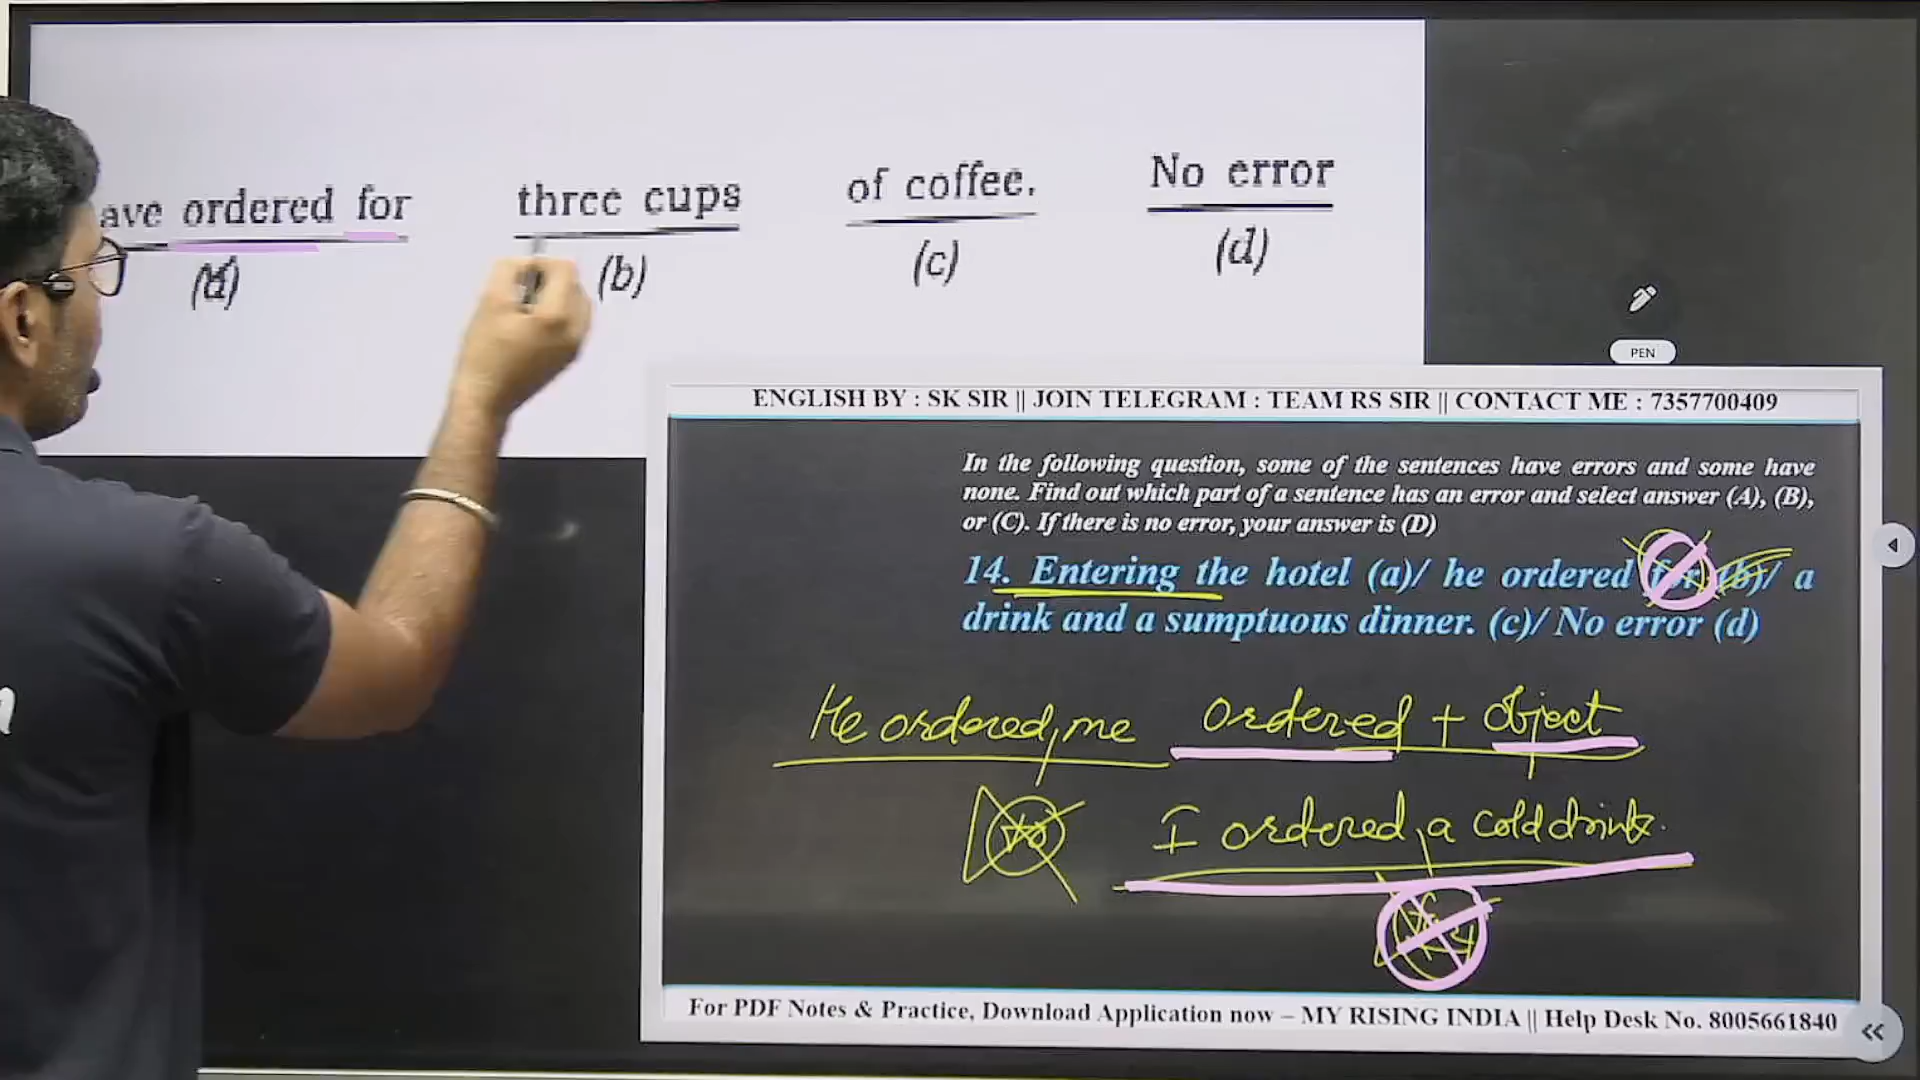 ave ordered for three cups of coffee. No error
(a) (b) (c) (d)
PEN
ENGLISH BY : SK SIR || JOIN TELEGRAM : TEAM RS SIR || CONTACT ME : 7357700409
In the following question, some of the sentences have errors and some have
none. Find out which part of a sentence has an error and select answer (A), (B),
or (C). If there is no error, your answer is (D)
14. Entering the hotel (a)/ he ordered for (b)/ a
drink and a sumptuous dinner. (c)/ No error (d)
He ordered me ordered + object
I ordered a cold drink.
For PDF Notes & Practice, Download Application now – MY RISING INDIA || Help Desk No. 8005661840